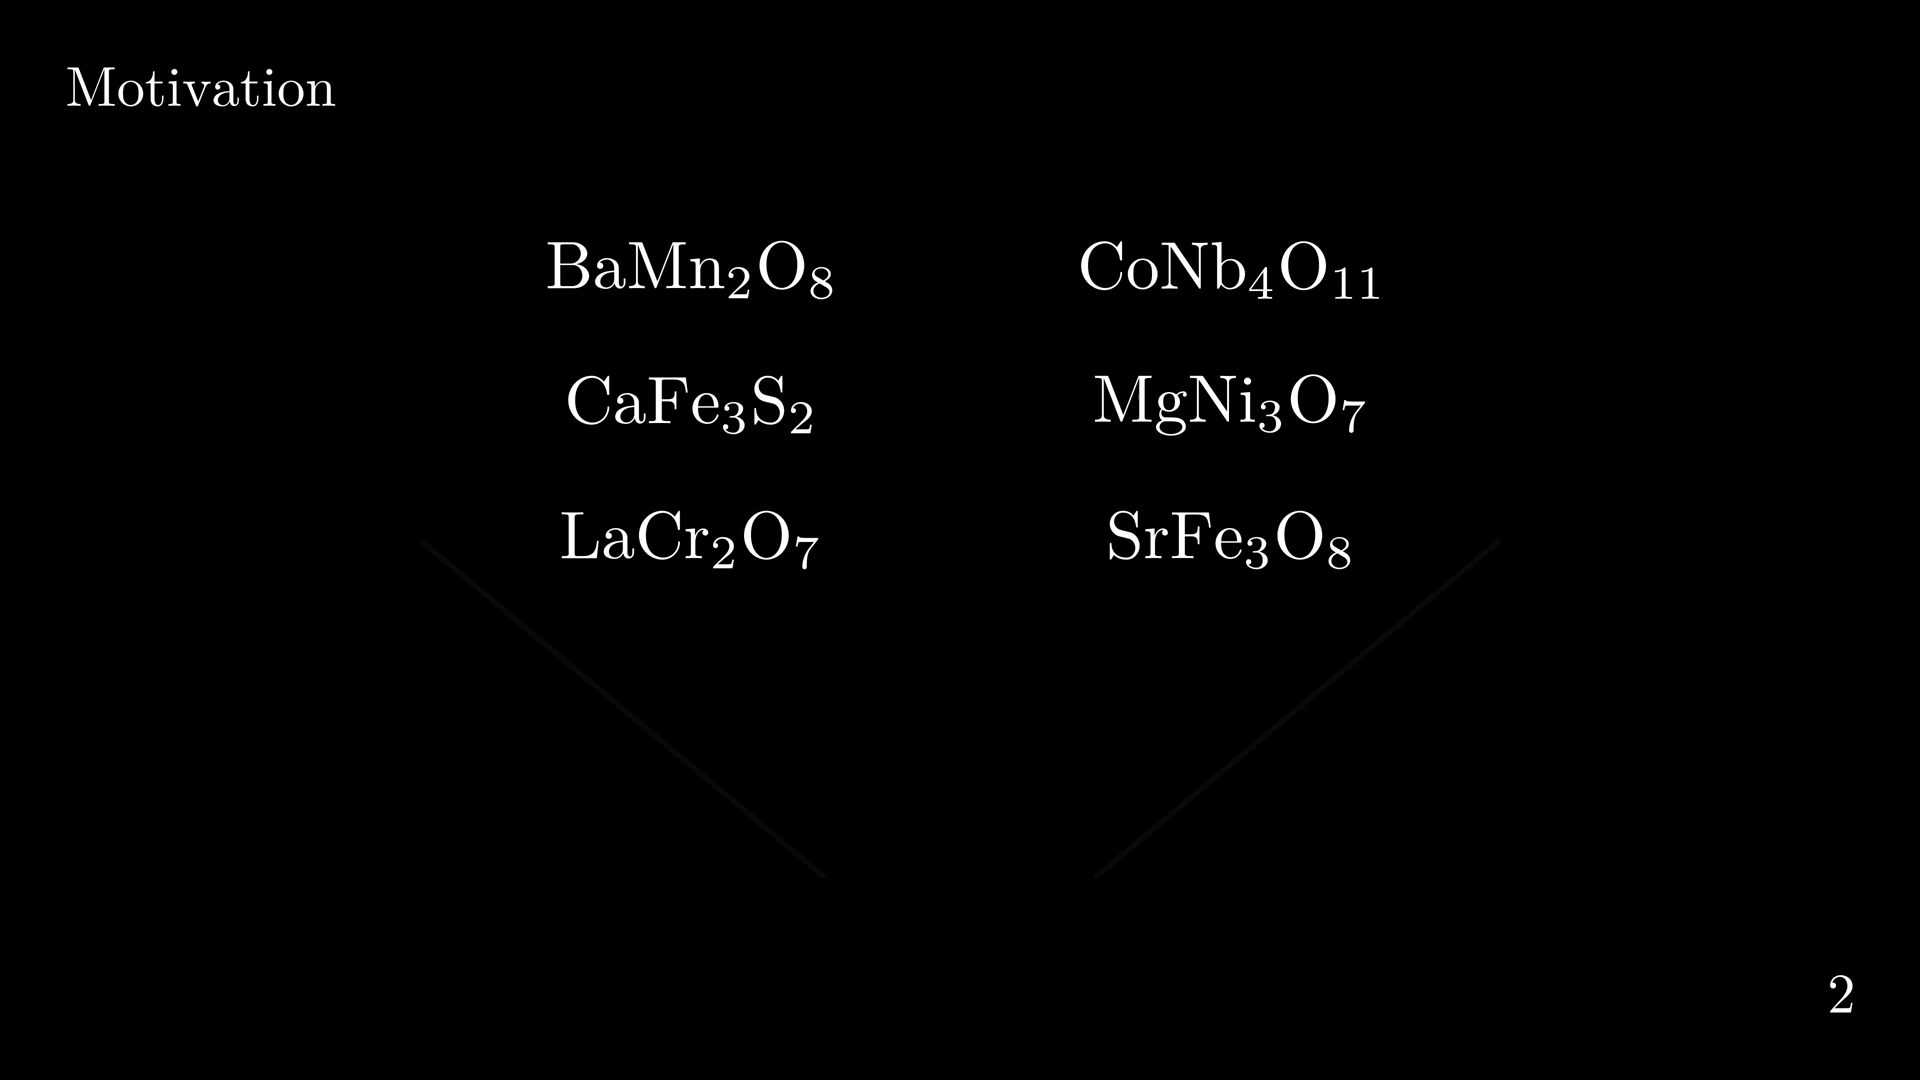 Motivation
BaMn₂O₈ CoNb₄O₁₁
CaFe₃S₂ MgNi₃O₇
LaCr₂O₇ SrFe₃O₈
2